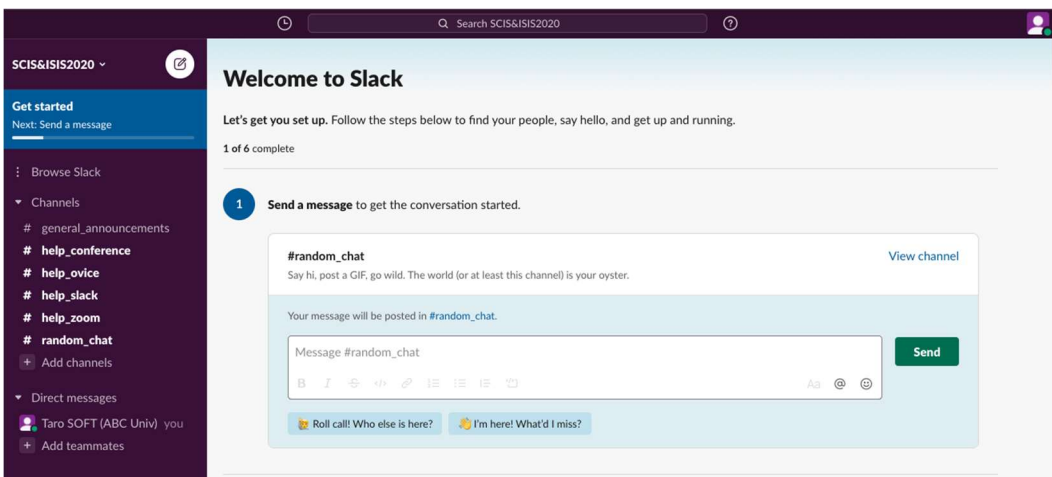 Search SCIS&ISIS2020
SCIS&ISIS2020
Get started
Next: Send a message
Browse Slack
Channels
# general_announcements
# help_conference
# help_ovice
# help_slack
# help_zoom
# random_chat
+ Add channels
Direct messages
Taro SOFT (ABC Univ) you
+ Add teammates
Welcome to Slack
Let's get you set up. Follow the steps below to find your people, say hello, and get up and running.
1 of 6 complete
1 Send a message to get the conversation started.
#random_chat
View channel
Say hi, post a GIF, go wild. The world (or at least this channel) is your oyster.
Your message will be posted in #random_chat.
Message #random_chat
Send
B I S </> Aa @
Roll call! Who else is here?
I'm here! What'd I miss?